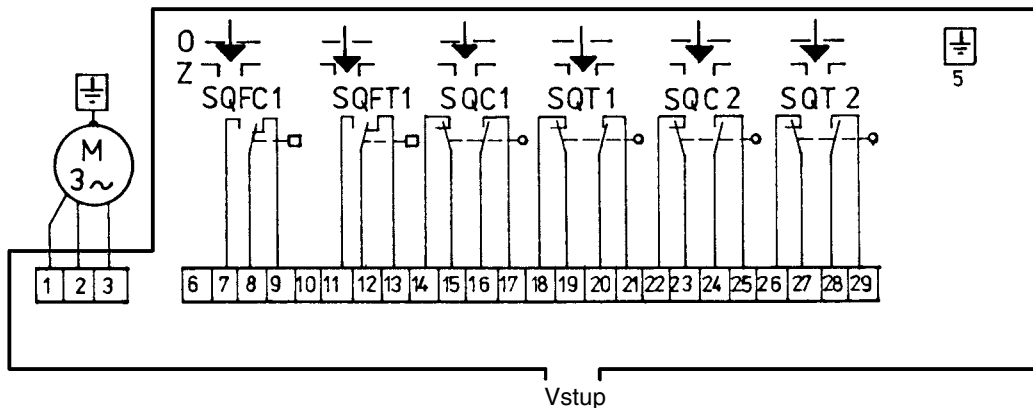 O
Z
SQFC1 SQFT1 SQC1 SQT1 SQC2 SQT2
5
M
3~
1 2 3 6 7 8 9 10 11 12 13 14 15 16 17 18 19 20 21 22 23 24 25 26 26 27 28 29
Vstup